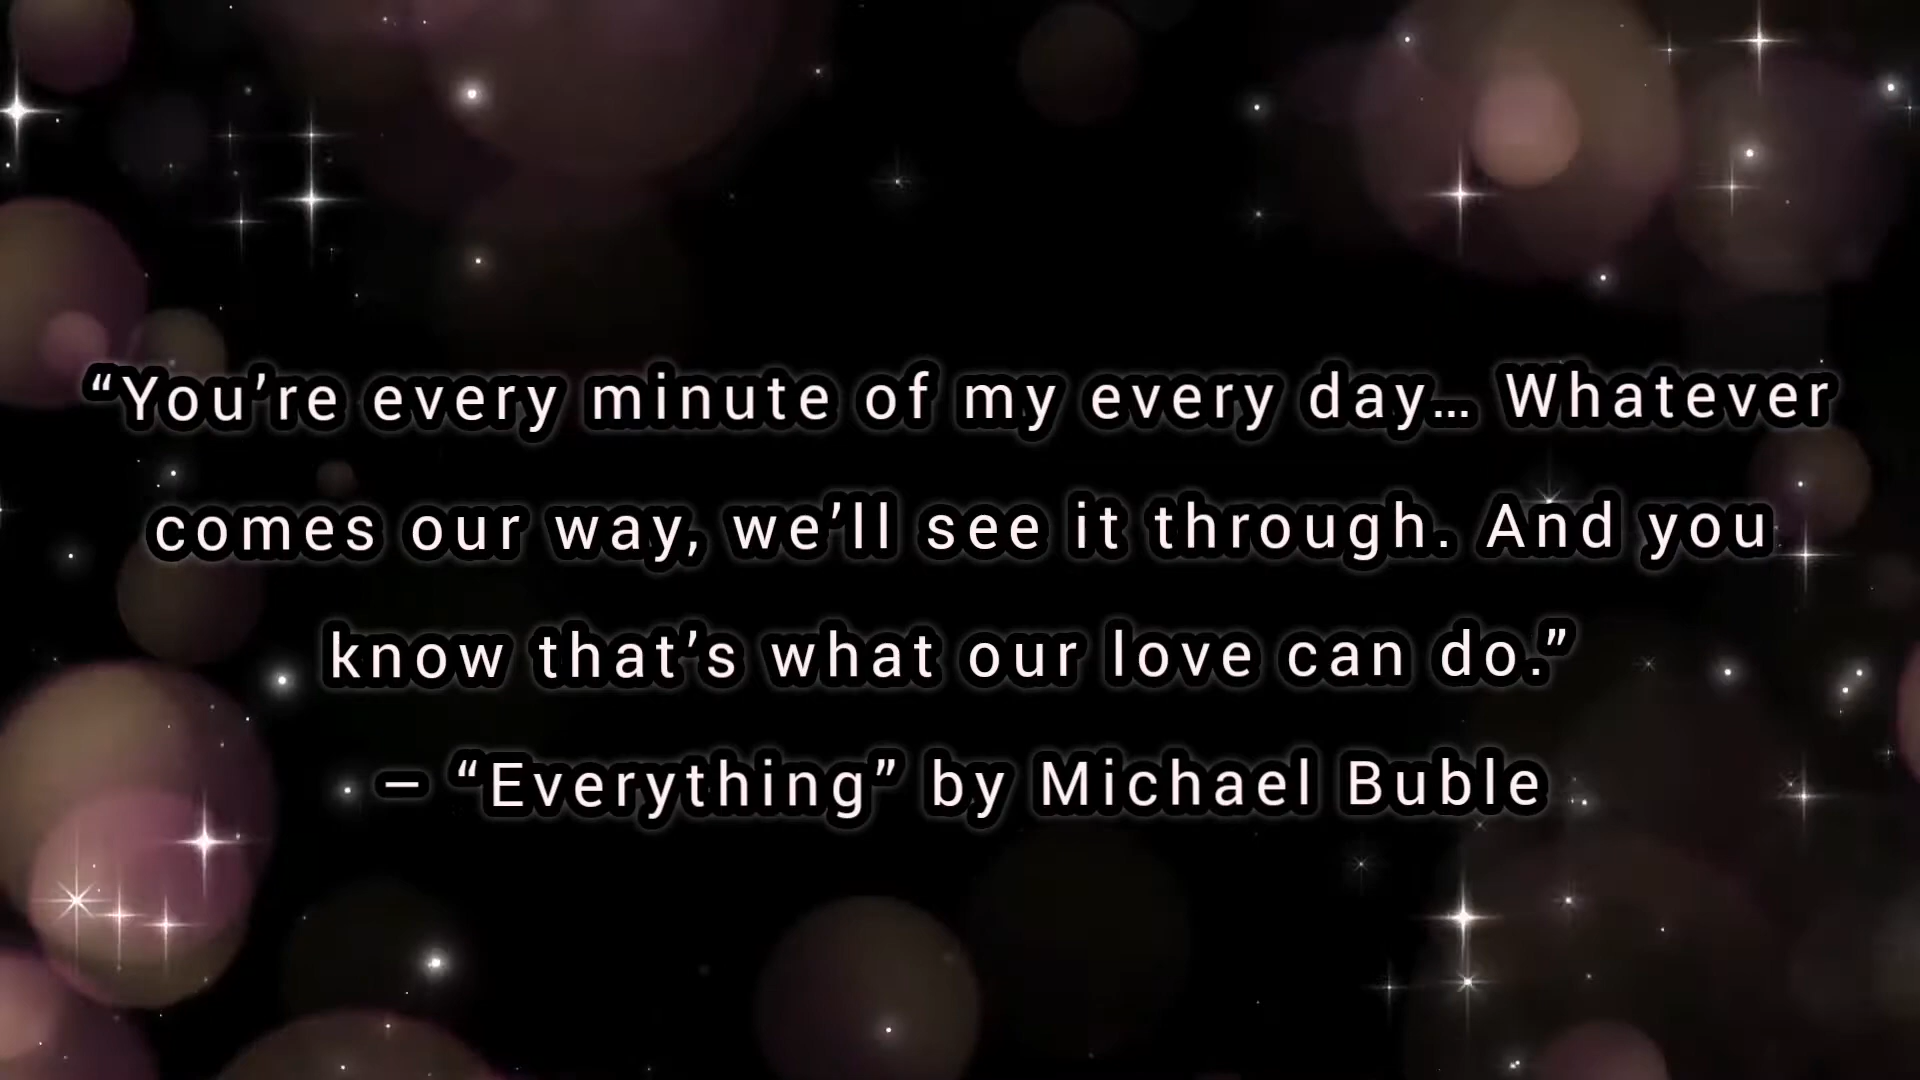 “You’re every minute of my every day… Whatever
comes our way, we’ll see it through. And you
know that’s what our love can do.”
– “Everything” by Michael Buble